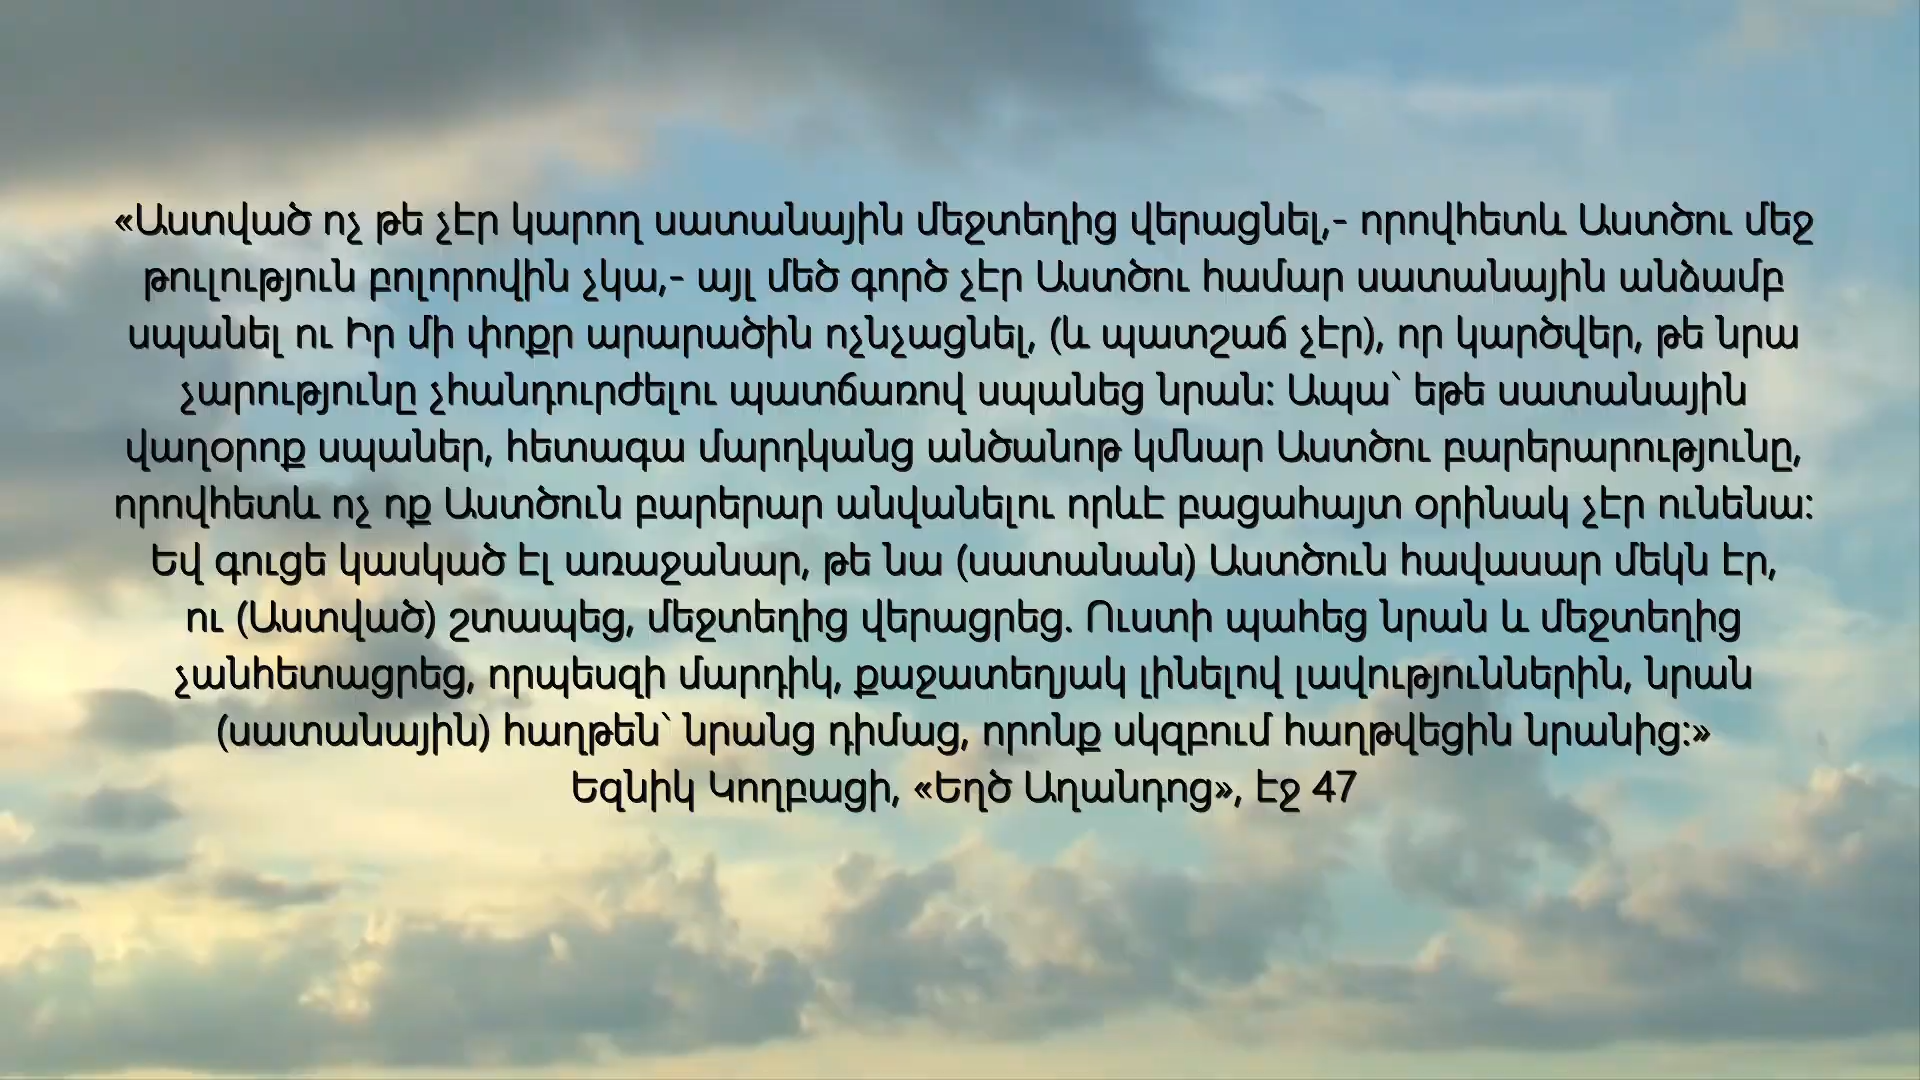 «Աստված ոչ թե չէր կարող սատանային մեջտեղից վերացնել,- որովհետև Աստծու մեջ
թուլություն բոլորովին չկա,- այլ մեծ գործ չէր Աստծու համար սատանային անձամբ
սպանել ու Իր մի փոքր արարածին ոչնչացնել, (և պատշաճ չէր), որ կարծվեր, թե նրա
չարությունը չհանդուրժելու պատճառով սպանեց նրան: Ապա՝ եթե սատանային
վաղօրոք սպաներ, հետագա մարդկանց անծանոթ կմնար Աստծու բարերարությունը,
որովհետև ոչ ոք Աստծուն բարերար անվանելու որևէ բացահայտ օրինակ չէր ունենա:
Եվ գուցե կասկած էլ առաջանար, թե նա (սատանան) Աստծուն հավասար մեկն էր,
ու (Աստված) շտապեց, մեջտեղից վերացրեց. Ուստի պահեց նրան և մեջտեղից
չանհետացրեց, որպեսզի մարդիկ, քաջատեղյակ լինելով լավություններին, նրան
(սատանային) հաղթեն՝ նրանց դիմաց, որոնք սկզբում հաղթվեցին նրանից:»
Եզնիկ Կողբացի, «Եղծ Աղանդոց», էջ 47